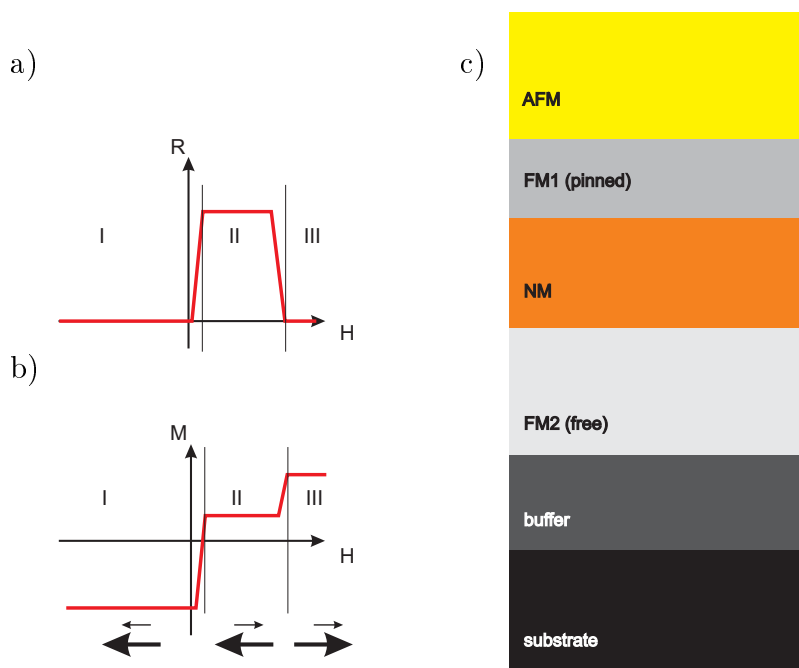 a)
R
I
II
III
H
b)
M
I
II
III
H
c)
AFM
FM1 (pinned)
NM
FM2 (free)
buffer
substrate